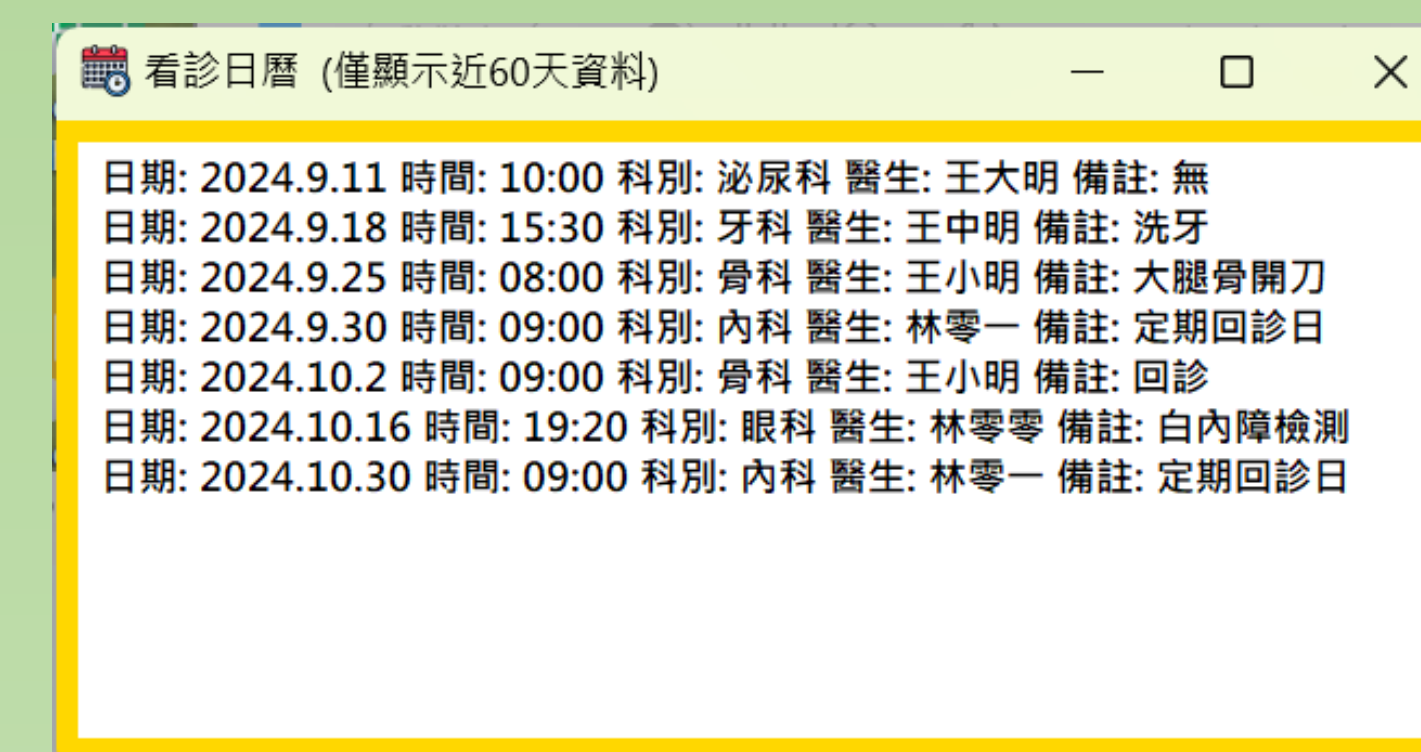 看診日曆 (僅顯示近60天資料)
日期: 2024.9.11 時間: 10:00 科別: 泌尿科 醫生: 王大明 備註: 無
日期: 2024.9.18 時間: 15:30 科別: 牙科 醫生: 王中明 備註: 洗牙
日期: 2024.9.25 時間: 08:00 科別: 骨科 醫生: 王小明 備註: 大腿骨開刀
日期: 2024.9.30 時間: 09:00 科別: 內科 醫生: 林零一 備註: 定期回診日
日期: 2024.10.2 時間: 09:00 科別: 骨科 醫生: 王小明 備註: 回診
日期: 2024.10.16 時間: 19:20 科別: 眼科 醫生: 林零零 備註: 白內障檢測
日期: 2024.10.30 時間: 09:00 科別: 內科 醫生: 林零一 備註: 定期回診日